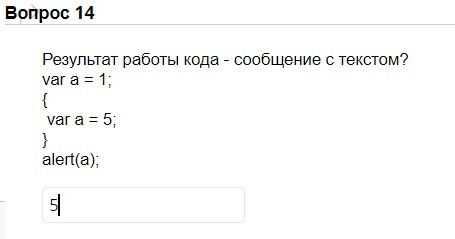 Вопрос 14
Результат работы кода - сообщение с текстом?
var a = 1;
{
 var a = 5;
}
alert(a);
5